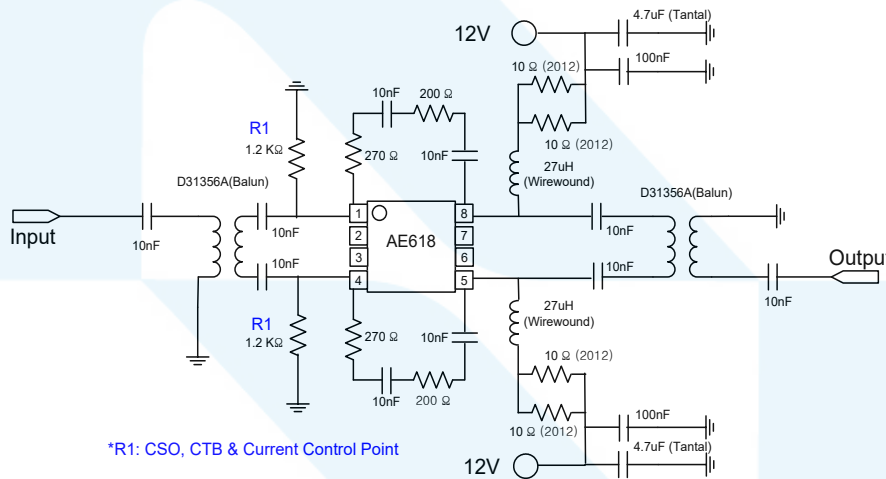 4.7uF (Tantal)
12V
100nF
10 Ω (2012)
10nF
200 Ω
R1
1.2 KΩ
10 Ω (2012)
270 Ω
10nF
27uH
(Wirewound)
D31356A(Balun)
D31356A(Balun)
1
8
Input
10nF
10nF
2
AE618
7
10nF
3
6
Output
10nF
4
5
10nF
10nF
R1
1.2 KΩ
270 Ω
10nF
27uH
(Wirewound)
10 Ω (2012)
10nF
200 Ω
100nF
10 Ω (2012)
*R1: CSO, CTB & Current Control Point
4.7uF (Tantal)
12V